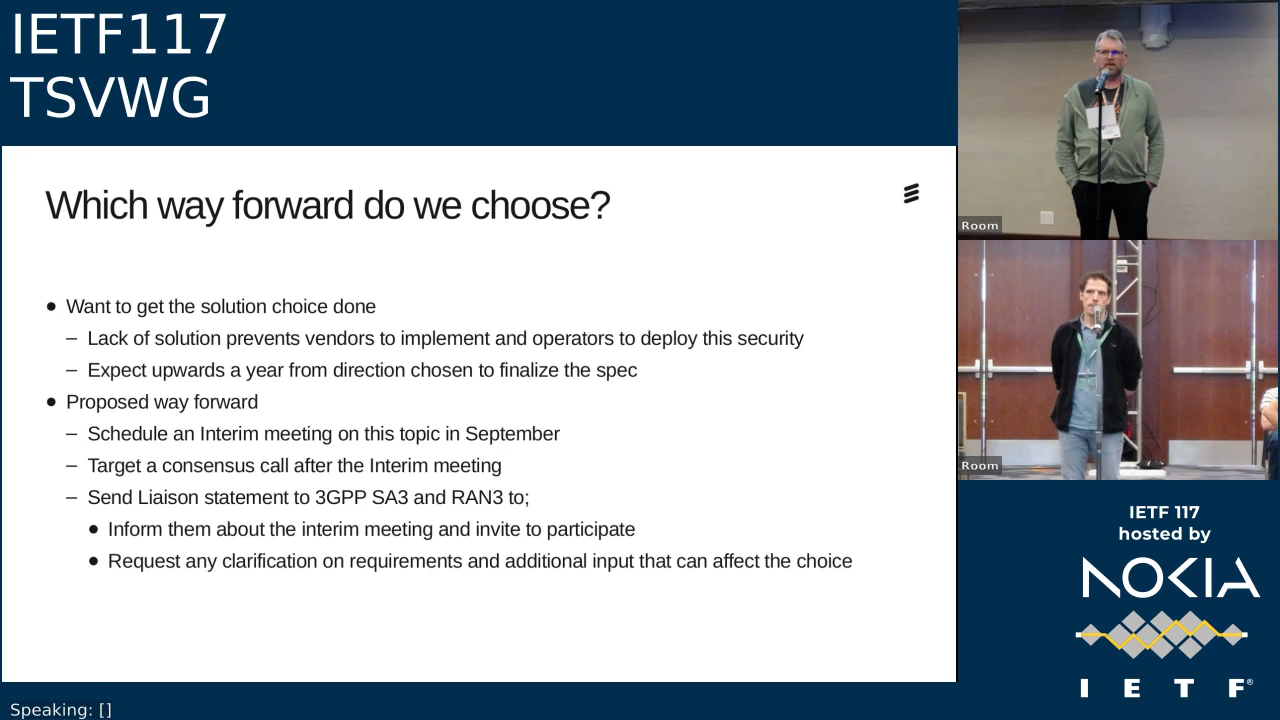 IETF117
TSVWG
Which way forward do we choose?
● Want to get the solution choice done
– Lack of solution prevents vendors to implement and operators to deploy this security
– Expect upwards a year from direction chosen to finalize the spec
● Proposed way forward
– Schedule an Interim meeting on this topic in September
– Target a consensus call after the Interim meeting
– Send Liaison statement to 3GPP SA3 and RAN3 to;
● Inform them about the interim meeting and invite to participate
● Request any clarification on requirements and additional input that can affect the choice
Room
Room
IETF 117
hosted by
NOKIA
I E T F®
Speaking: []